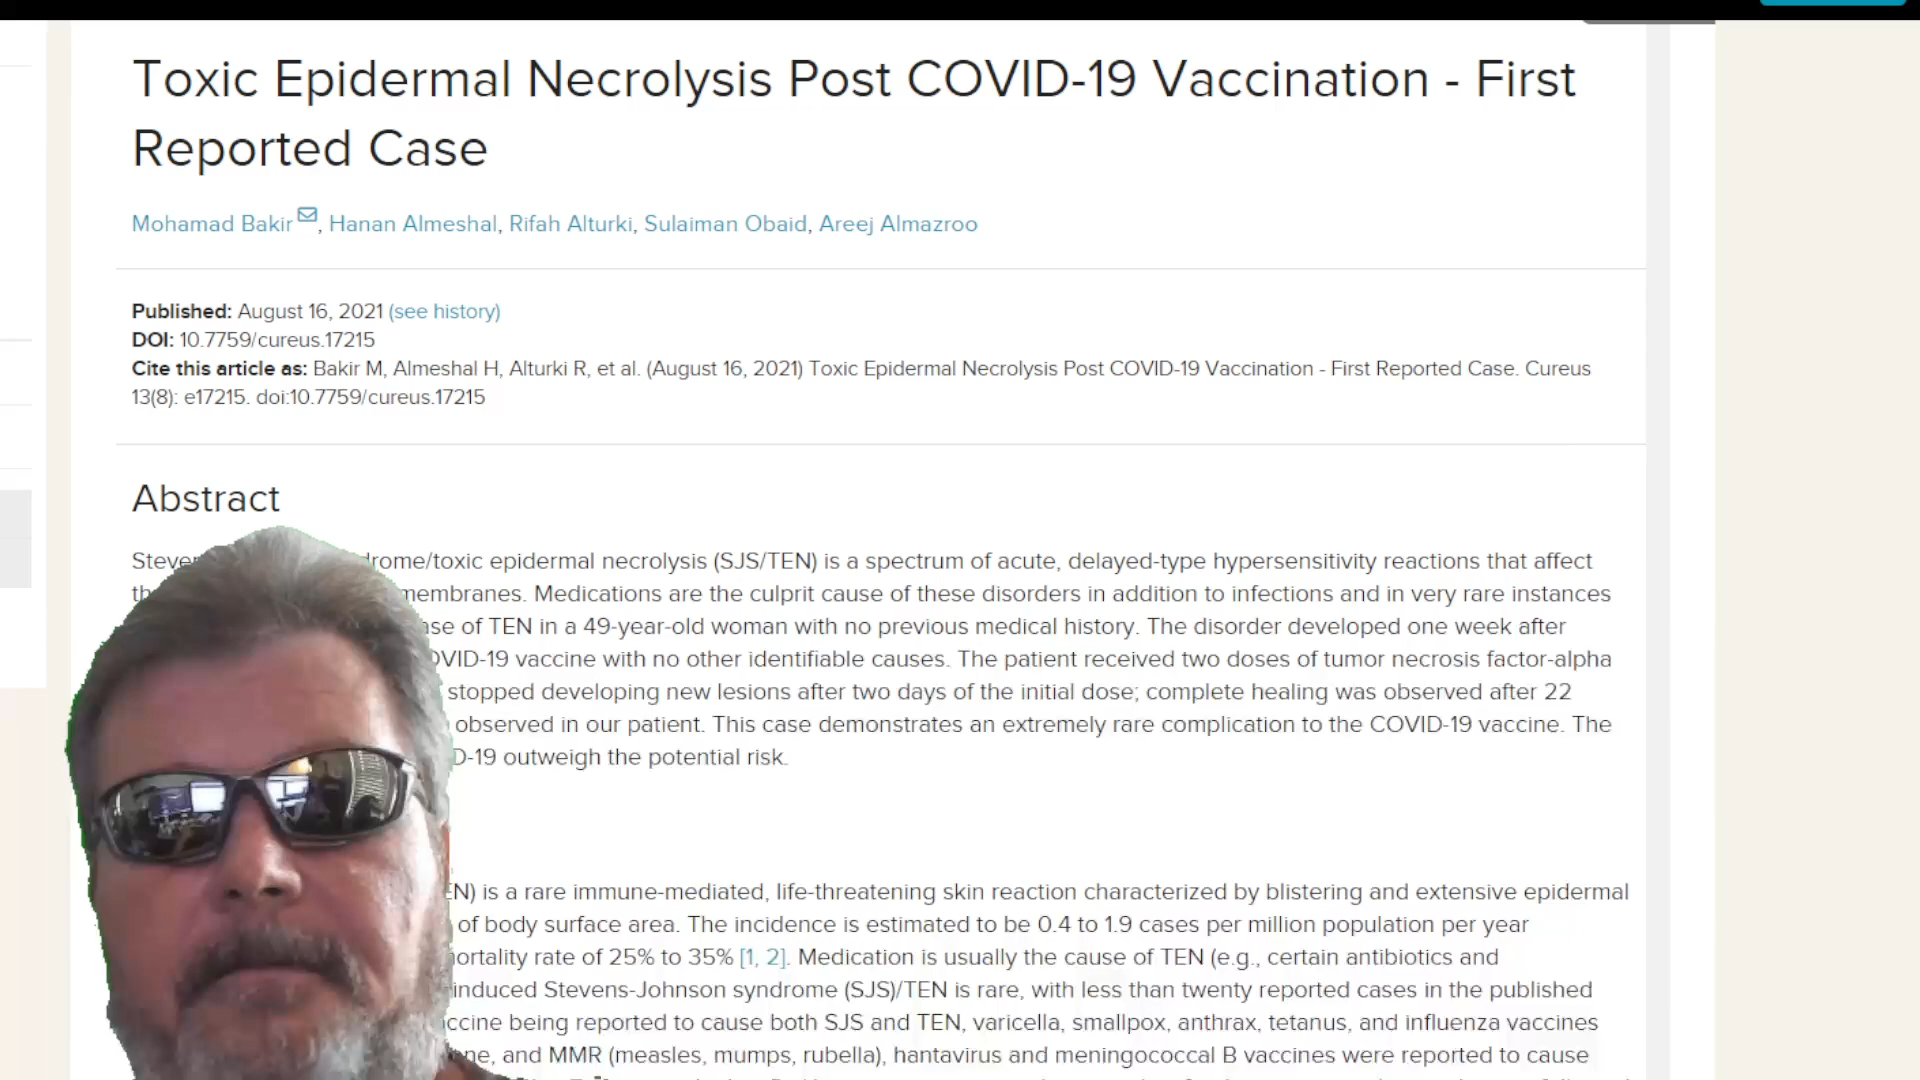 Toxic Epidermal Necrolysis Post COVID-19 Vaccination - First
Reported Case
Mohamad Bakir , Hanan Almeshal, Rifah Alturki, Sulaiman Obaid, Areej Almazroo
Published: August 16, 2021 (see history)
DOI: 10.7759/cureus.17215
Cite this article as: Bakir M, Almeshal H, Alturki R, et al. (August 16, 2021) Toxic Epidermal Necrolysis Post COVID-19 Vaccination - First Reported Case. Cureus
13(8): e17215. doi:10.7759/cureus.17215
Abstract
drome/toxic epidermal necrolysis (SJS/TEN) is a spectrum of acute, delayed-type hypersensitivity reactions that affect
membranes. Medications are the culprit cause of these disorders in addition to infections and in very rare instances
of TEN in a 49-year-old woman with no previous medical history. The disorder developed one week after
VID-19 vaccine with no other identifiable causes. The patient received two doses of tumor necrosis factor-alpha
stopped developing new lesions after two days of the initial dose; complete healing was observed after 22
observed in our patient. This case demonstrates an extremely rare complication to the COVID-19 vaccine. The
D-19 outweigh the potential risk.
EN) is a rare immune-mediated, life-threatening skin reaction characterized by blistering and extensive epidermal
of body surface area. The incidence is estimated to be 0.4 to 1.9 cases per million population per year
ortality rate of 25% to 35% [1, 2]. Medication is usually the cause of TEN (e.g., certain antibiotics and
induced Stevens-Johnson syndrome (SJS)/TEN is rare, with less than twenty reported cases in the published
ccine being reported to cause both SJS and TEN, varicella, smallpox, anthrax, tetanus, and influenza vaccines
ne, and MMR (measles, mumps, rubella), hantavirus and meningococcal B vaccines were reported to cause